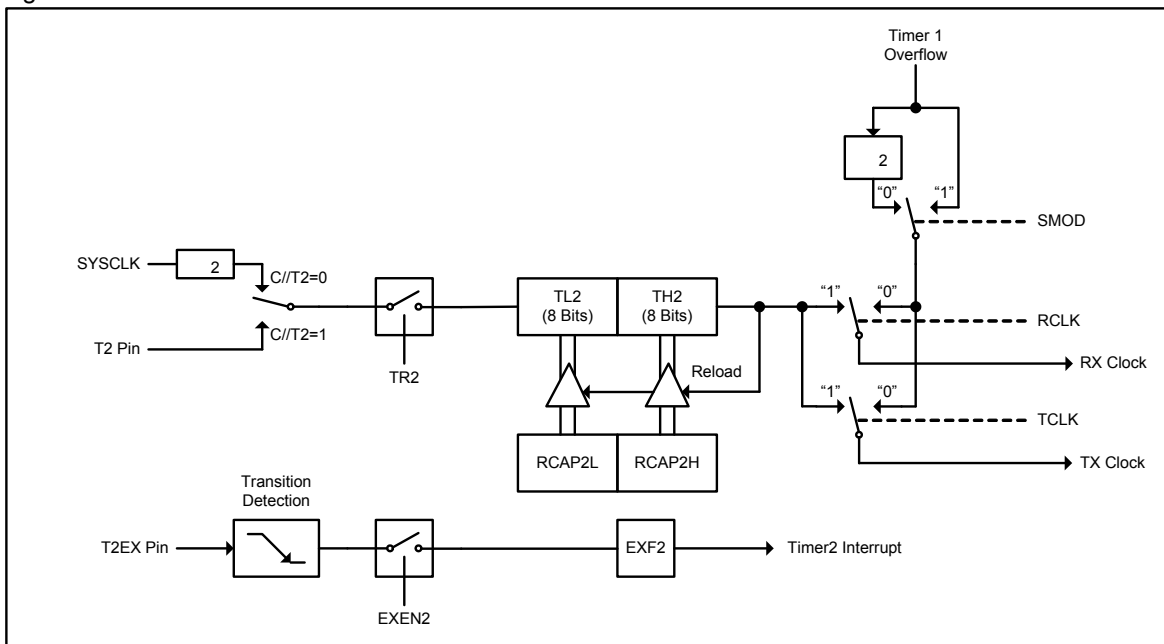 Timer 1
Overflow
2
“0”
“1”
SMOD
SYSCLK
2
C//T2=0
TL2
(8 Bits)
TH2
(8 Bits)
“1”
“0”
RCLK
T2 Pin
C//T2=1
TR2
Reload
RX Clock
“1”
“0”
TCLK
RCAP2L
RCAP2H
TX Clock
Transition
Detection
T2EX Pin
EXF2
Timer2 Interrupt
EXEN2